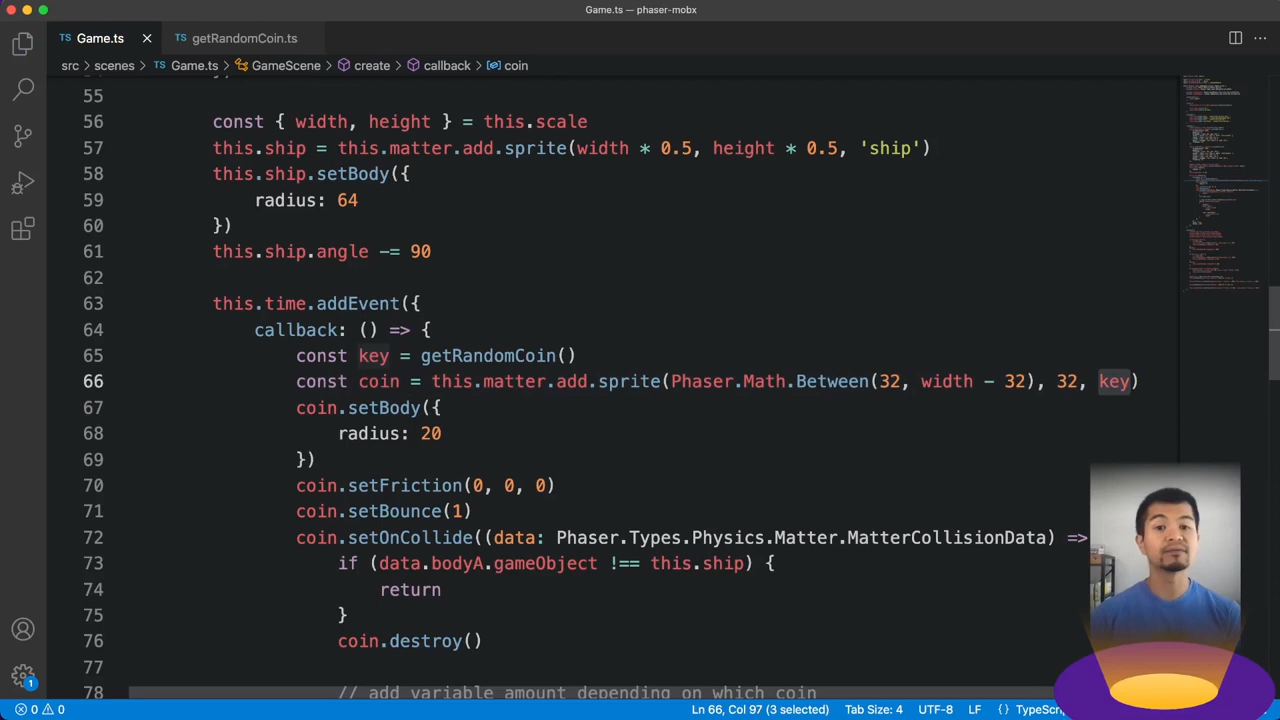 Game.ts — phaser-mobx
TS Game.ts
TS getRandomCoin.ts
src > scenes > TS Game.ts > GameScene > create > callback > coin
55
56 const { width, height } = this.scale
57 this.ship = this.matter.add.sprite(width * 0.5, height * 0.5, 'ship')
58 this.ship.setBody({
59 radius: 64
60 })
61 this.ship.angle -= 90
62
63 this.time.addEvent({
64 callback: () => {
65 const key = getRandomCoin()
66 const coin = this.matter.add.sprite(Phaser.Math.Between(32, width - 32), 32, key)
67 coin.setBody({
68 radius: 20
69 })
70 coin.setFriction(0, 0, 0)
71 coin.setBounce(1)
72 coin.setOnCollide((data: Phaser.Types.Physics.Matter.MatterCollisionData) =>
73 if (data.bodyA.gameObject !== this.ship) {
74 return
75 }
76 coin.destroy()
77
78 // add variable amount depending on which coin
1
0 0 Ln 66, Col 97 (3 selected) Tab Size: 4 UTF-8 LF {} TypeScri